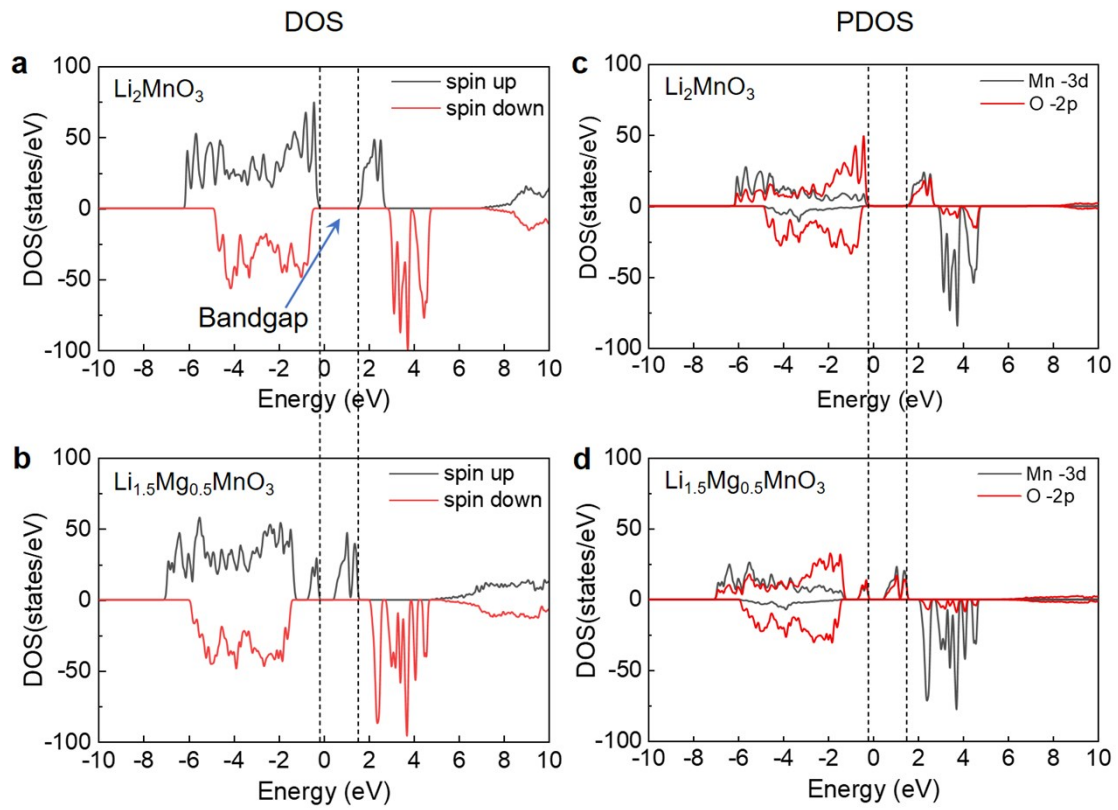 DOS
PDOS
a
Li₂MnO₃
spin up
spin down
Bandgap
100
50
0
-50
-100
DOS(states/eV)
-10 -8 -6 -4 -2 0 2 4 6 8 10
Energy (eV)
c
Li₂MnO₃
Mn -3d
O -2p
100
50
0
-50
-100
DOS(states/eV)
-10 -8 -6 -4 -2 0 2 4 6 8 10
Energy (eV)
b
Li₁.₅Mg₀.₅MnO₃
spin up
spin down
100
50
0
-50
-100
DOS(states/eV)
-10 -8 -6 -4 -2 0 2 4 6 8 10
Energy (eV)
d
Li₁.₅Mg₀.₅MnO₃
Mn -3d
O -2p
100
50
0
-50
-100
DOS(states/eV)
-10 -8 -6 -4 -2 0 2 4 6 8 10
Energy (eV)